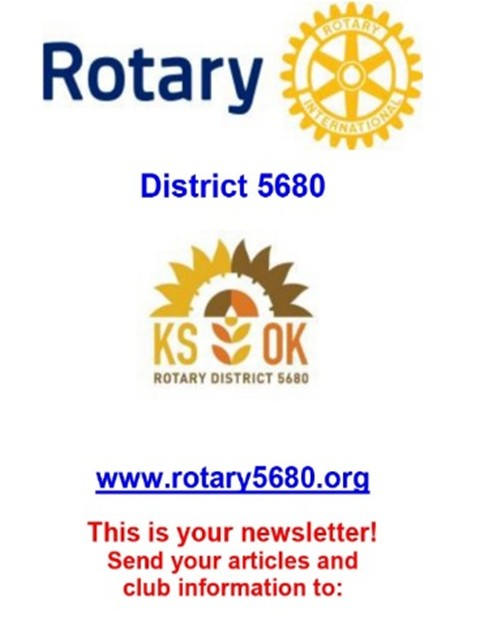 Rotary
ROTARY
INTERNATIONAL
District 5680
KS OK
ROTARY DISTRICT 5680
www.rotary5680.org
This is your newsletter!
Send your articles and
club information to: